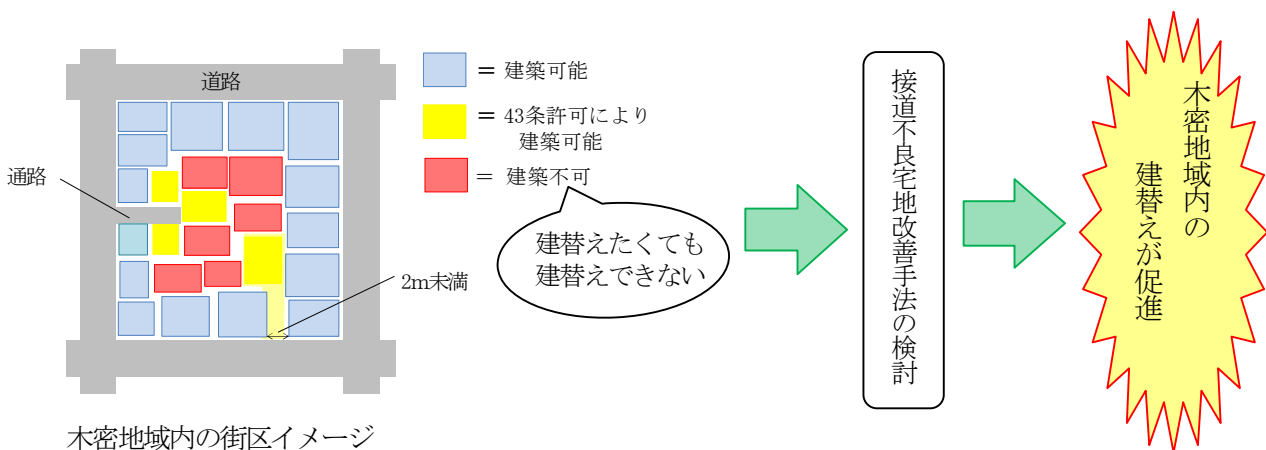 道路
通路
2m未満
木密地域内の街区イメージ
= 建築可能
= 43条許可により
建築可能
= 建築不可
建替えたくても
建替えできない
接道不良宅地改善手法の検討
木密地域内の
建替えが促進